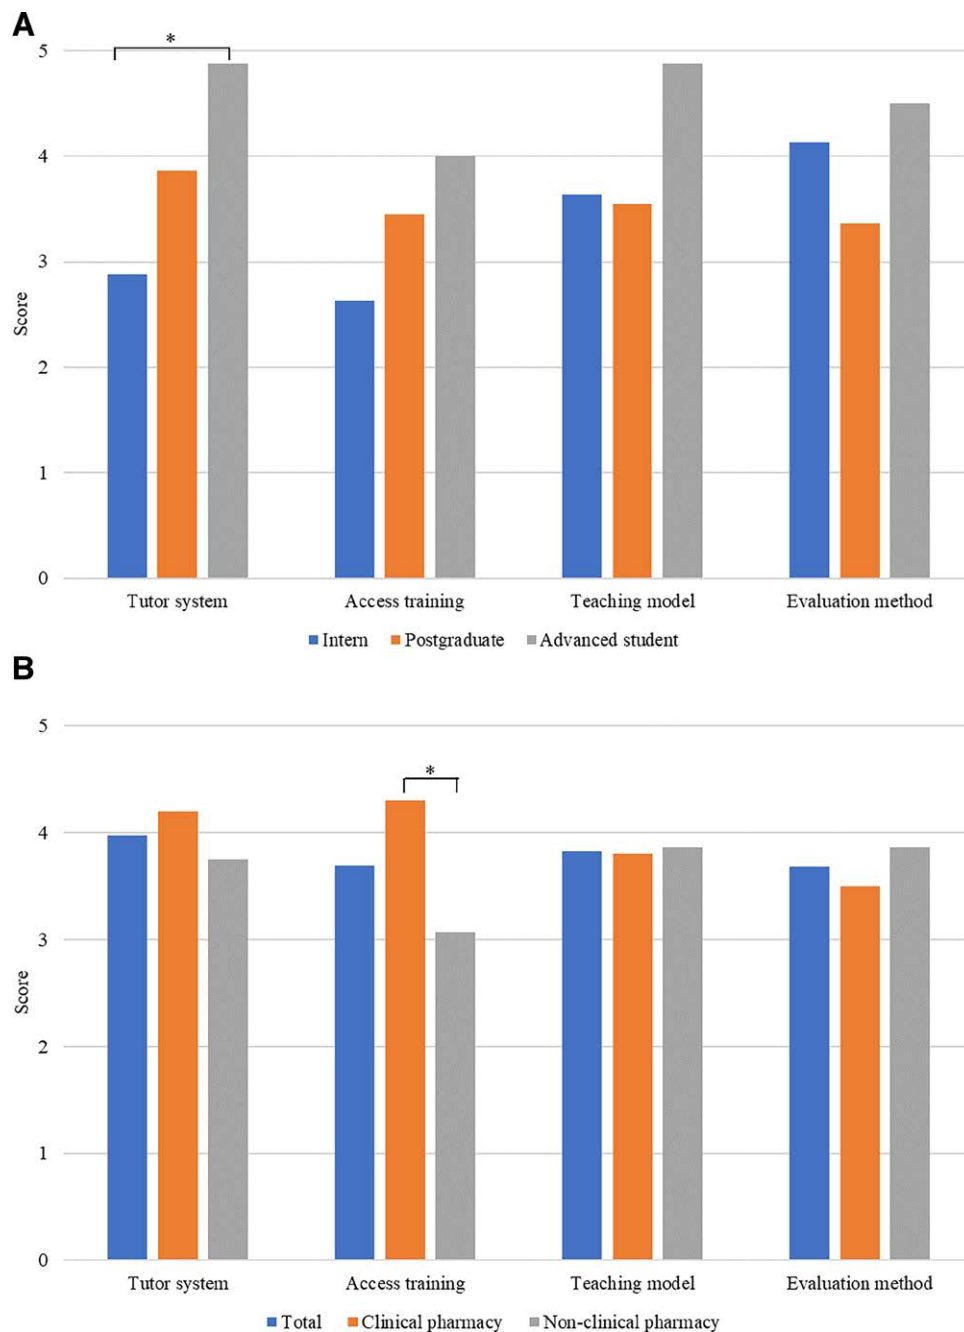 A
*
5
4
3
2
1
0
Score
Tutor system Access training Teaching model Evaluation method
Intern Postgraduate Advanced student
B
5
*
4
3
2
1
0
Score
Tutor system Access training Teaching model Evaluation method
Total Clinical pharmacy Non-clinical pharmacy